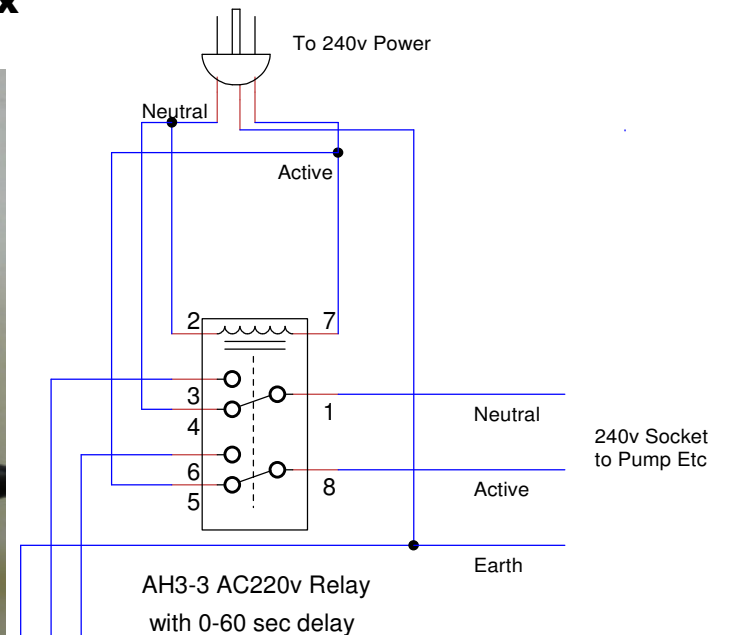 x
To 240v Power
Neutral
Active
2
7
3
1
4
Neutral
240v Socket
to Pump Etc
6
8
5
Active
Earth
AH3-3 AC220v Relay
with 0-60 sec delay